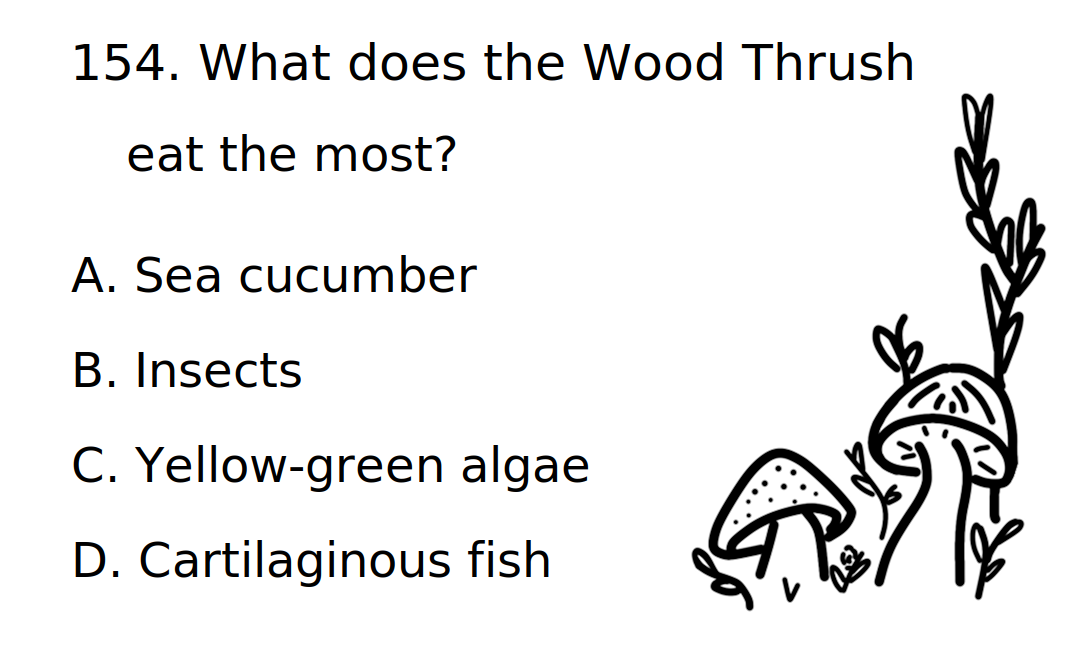 154. What does the Wood Thrush
eat the most?
A. Sea cucumber
B. Insects
C. Yellow-green algae
D. Cartilaginous fish